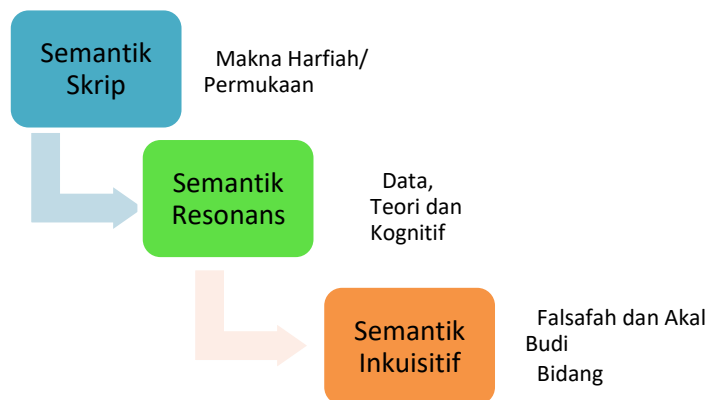 Semantik
Skrip
Makna Harfiah/
Permukaan
Semantik
Resonans
Data,
Teori dan
Kognitif
Semantik
Inkuisitif
Falsafah dan Akal
Budi
Bidang